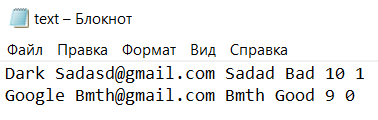 text – Блокнот
Файл Правка Формат Вид Справка
Dark Sadasd@gmail.com Sadad Bad 10 1
Google Bmth@gmail.com Bmth Good 9 0